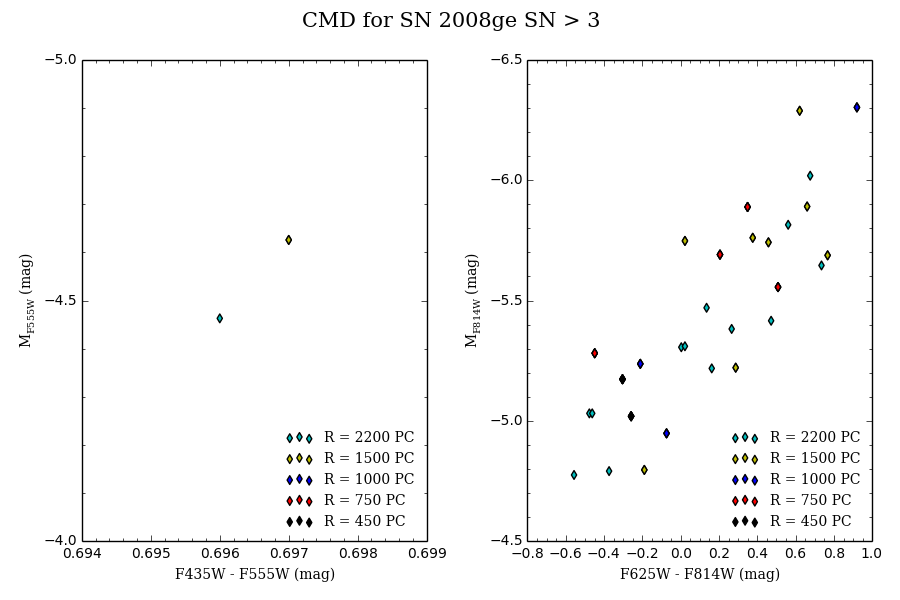 CMD for SN 2008ge SN > 3
−5.0
−4.5
−4.0
M_F555W (mag)
R = 2200 PC
R = 1500 PC
R = 1000 PC
R = 750 PC
R = 450 PC
0.694 0.695 0.696 0.697 0.698 0.699
F435W - F555W (mag)
−6.5
−6.0
−5.5
−5.0
−4.5
M_F814W (mag)
R = 2200 PC
R = 1500 PC
R = 1000 PC
R = 750 PC
R = 450 PC
−0.8 −0.6 −0.4 −0.2 0.0 0.2 0.4 0.6 0.8 1.0
F625W - F814W (mag)